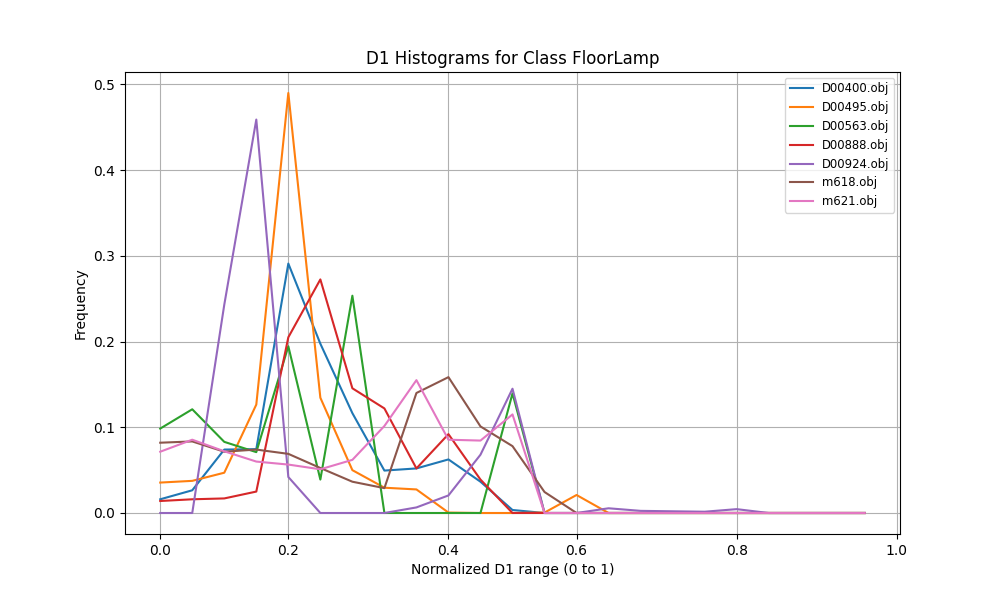 D1 Histograms for Class FloorLamp
0.5
0.4
0.3
0.2
0.1
0.0
Frequency
D00400.obj
D00495.obj
D00563.obj
D00888.obj
D00924.obj
m618.obj
m621.obj
0.0 0.2 0.4 0.6 0.8 1.0
Normalized D1 range (0 to 1)